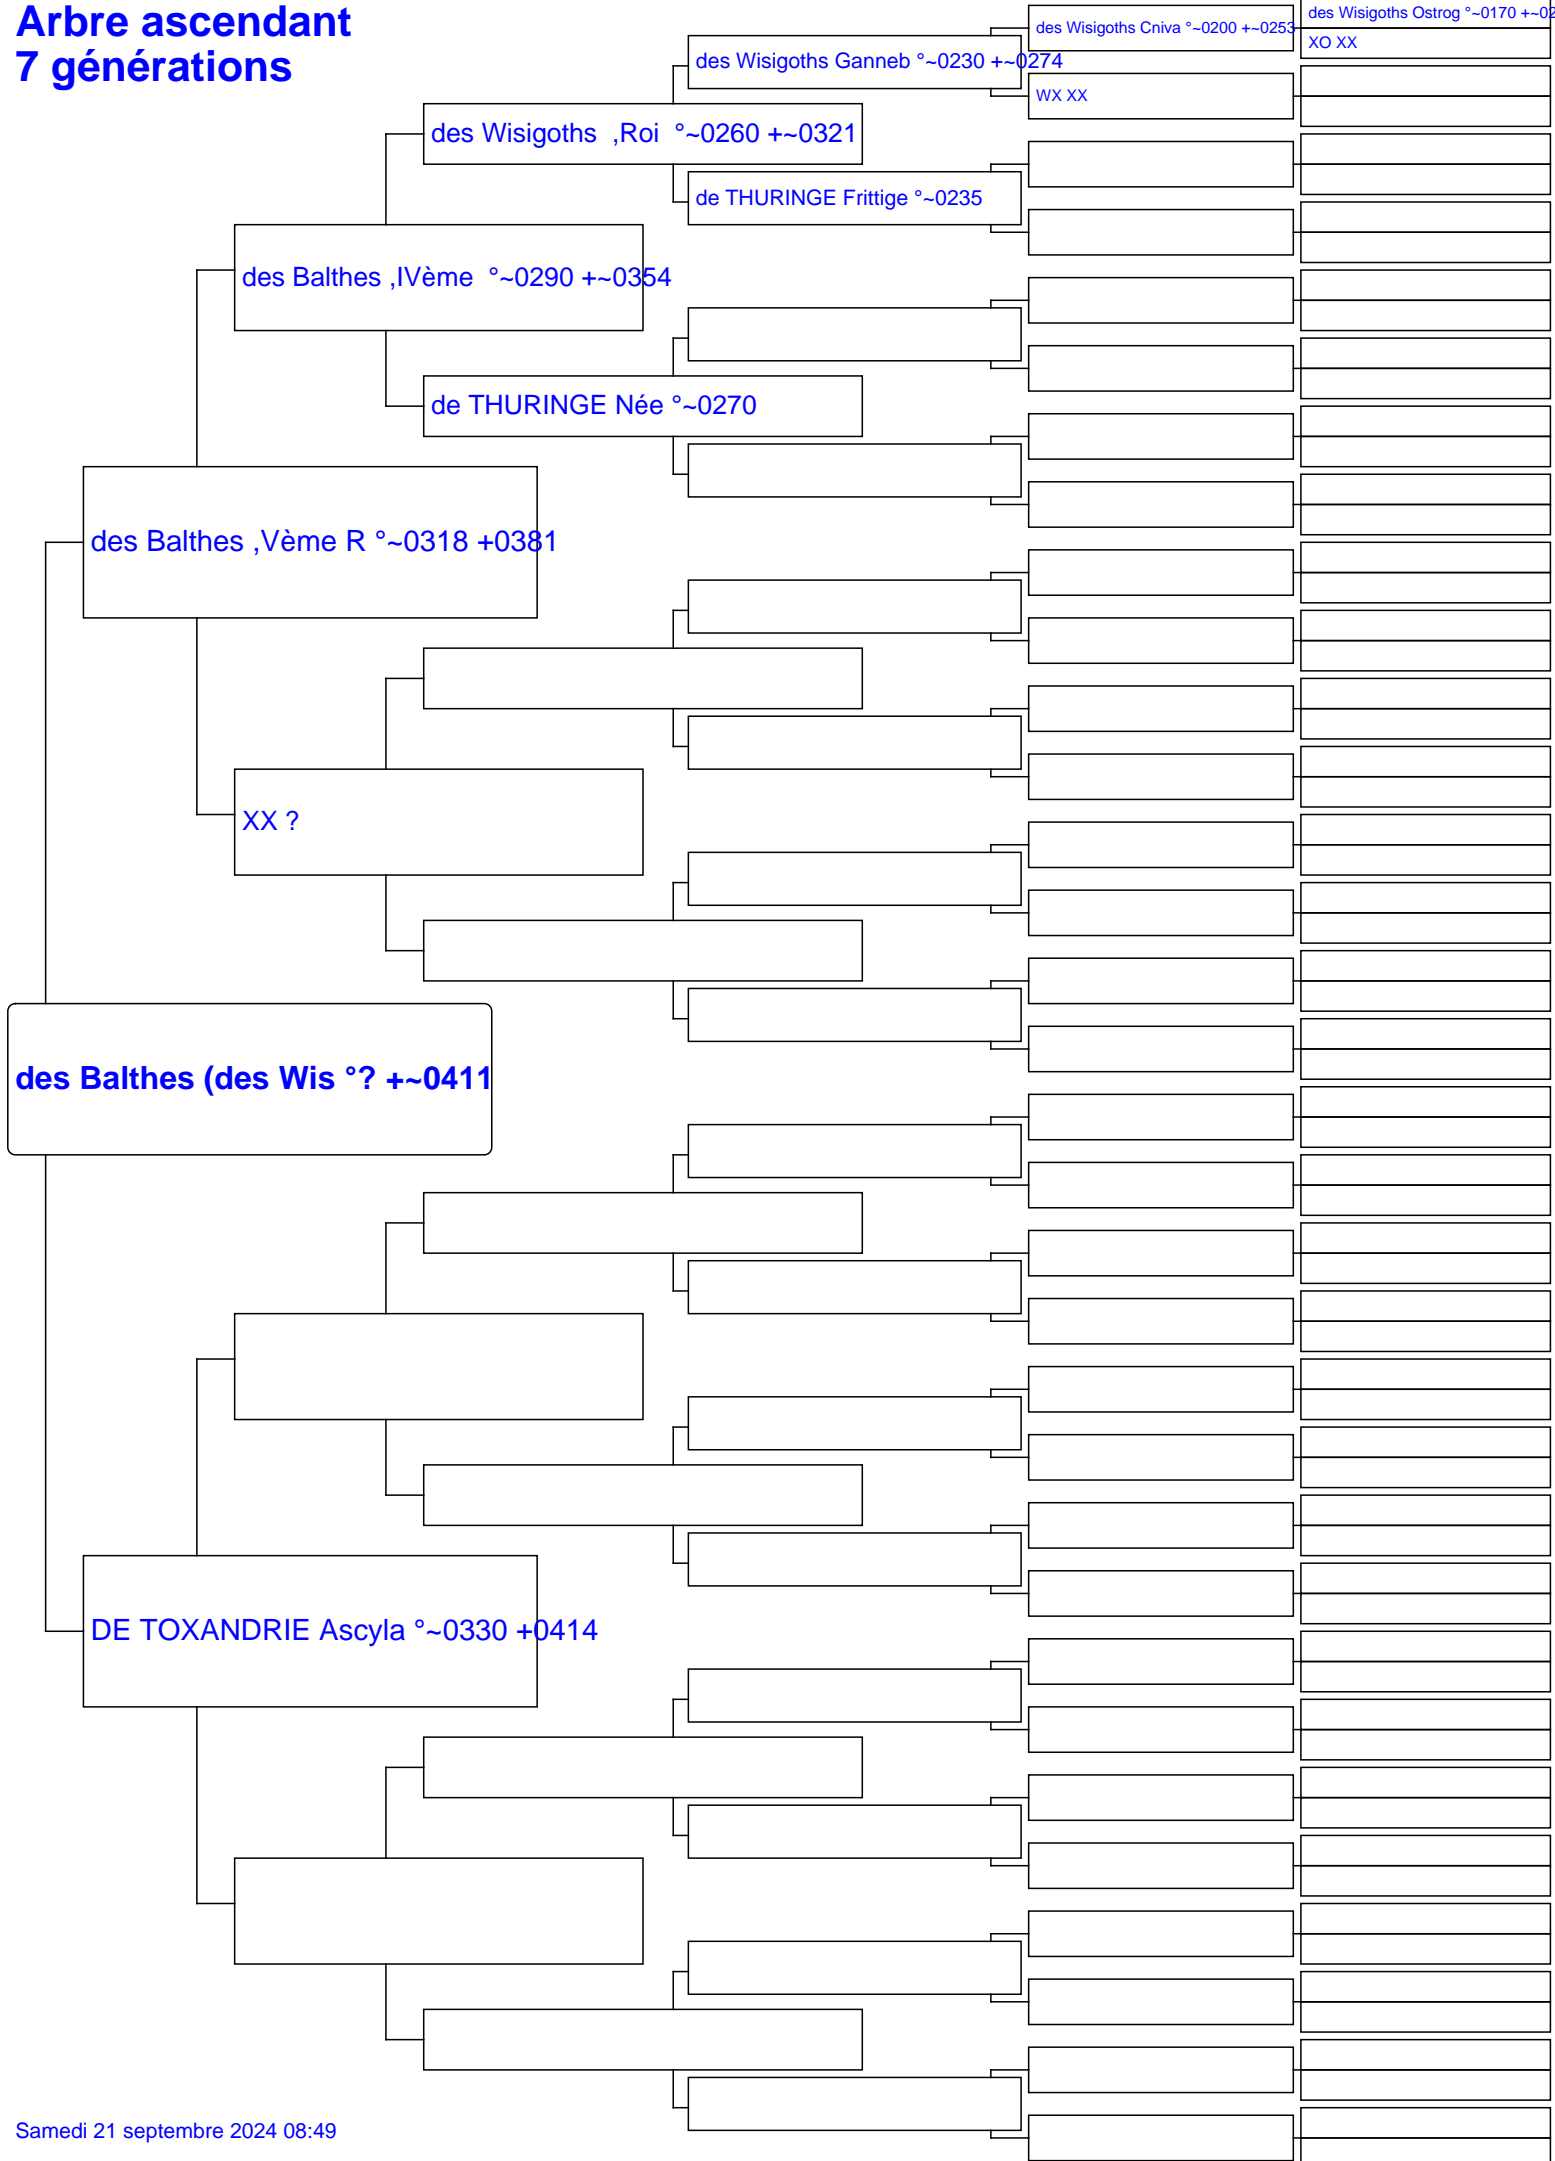 Arbre ascendant
7 générations
des Wisigoths Ostrog °~0170 +~02
des Wisigoths Cniva °~0200 +~0253
XO XX
des Wisigoths Ganneb °~0230 +~0274
WX XX
des Wisigoths ,Roi °~0260 +~0321
de THURINGE Frittige °~0235
des Balthes ,IVème °~0290 +~0354
de THURINGE Née °~0270
des Balthes ,Vème R °~0318 +0381
XX ?
des Balthes (des Wis °? +~0411
DE TOXANDRIE Ascyla °~0330 +0414
Samedi 21 septembre 2024 08:49